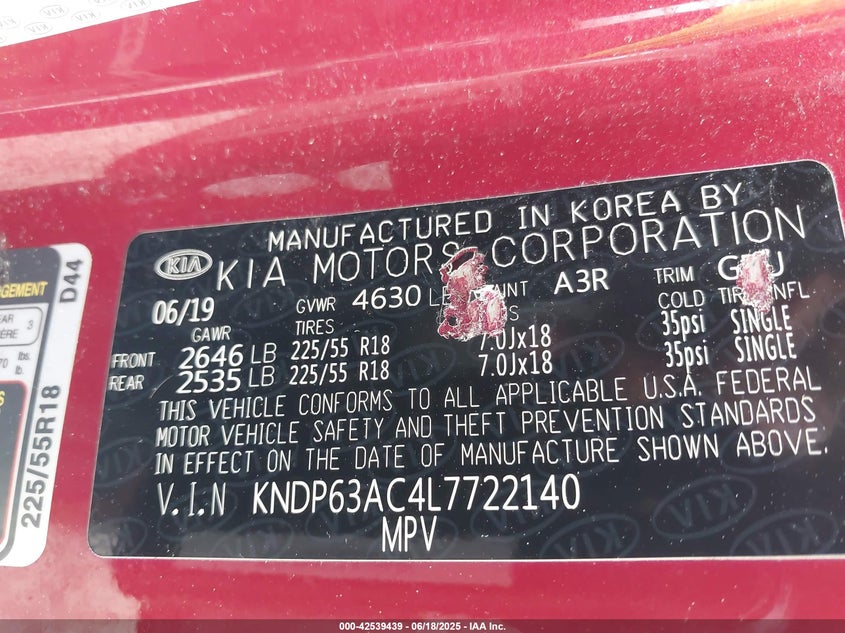 MANUFACTURED IN KOREA BY
KIA KIA MOTORS CORPORATION
06/19 GVWR 4630 A3R TRIM
GAWR TIRES COLD
FRONT 2646 LB 225/55 R18 7.0Jx18 35psi SINGLE
REAR 2535 LB 225/55 R18 7.0Jx18 35psi SINGLE
THIS VEHICLE CONFORMS TO ALL APPLICABLE U.S.A. FEDERAL
MOTOR VEHICLE SAFETY AND THEFT PREVENTION STANDARDS
IN EFFECT ON THE DATE OF MANUFACTURE SHOWN ABOVE.
V.I.N KNDP63AC4L7722140
MPV
D44
225/55R18
3
lbs.
lb.
000-42539439 - 06/18/2025 - IAA Inc.